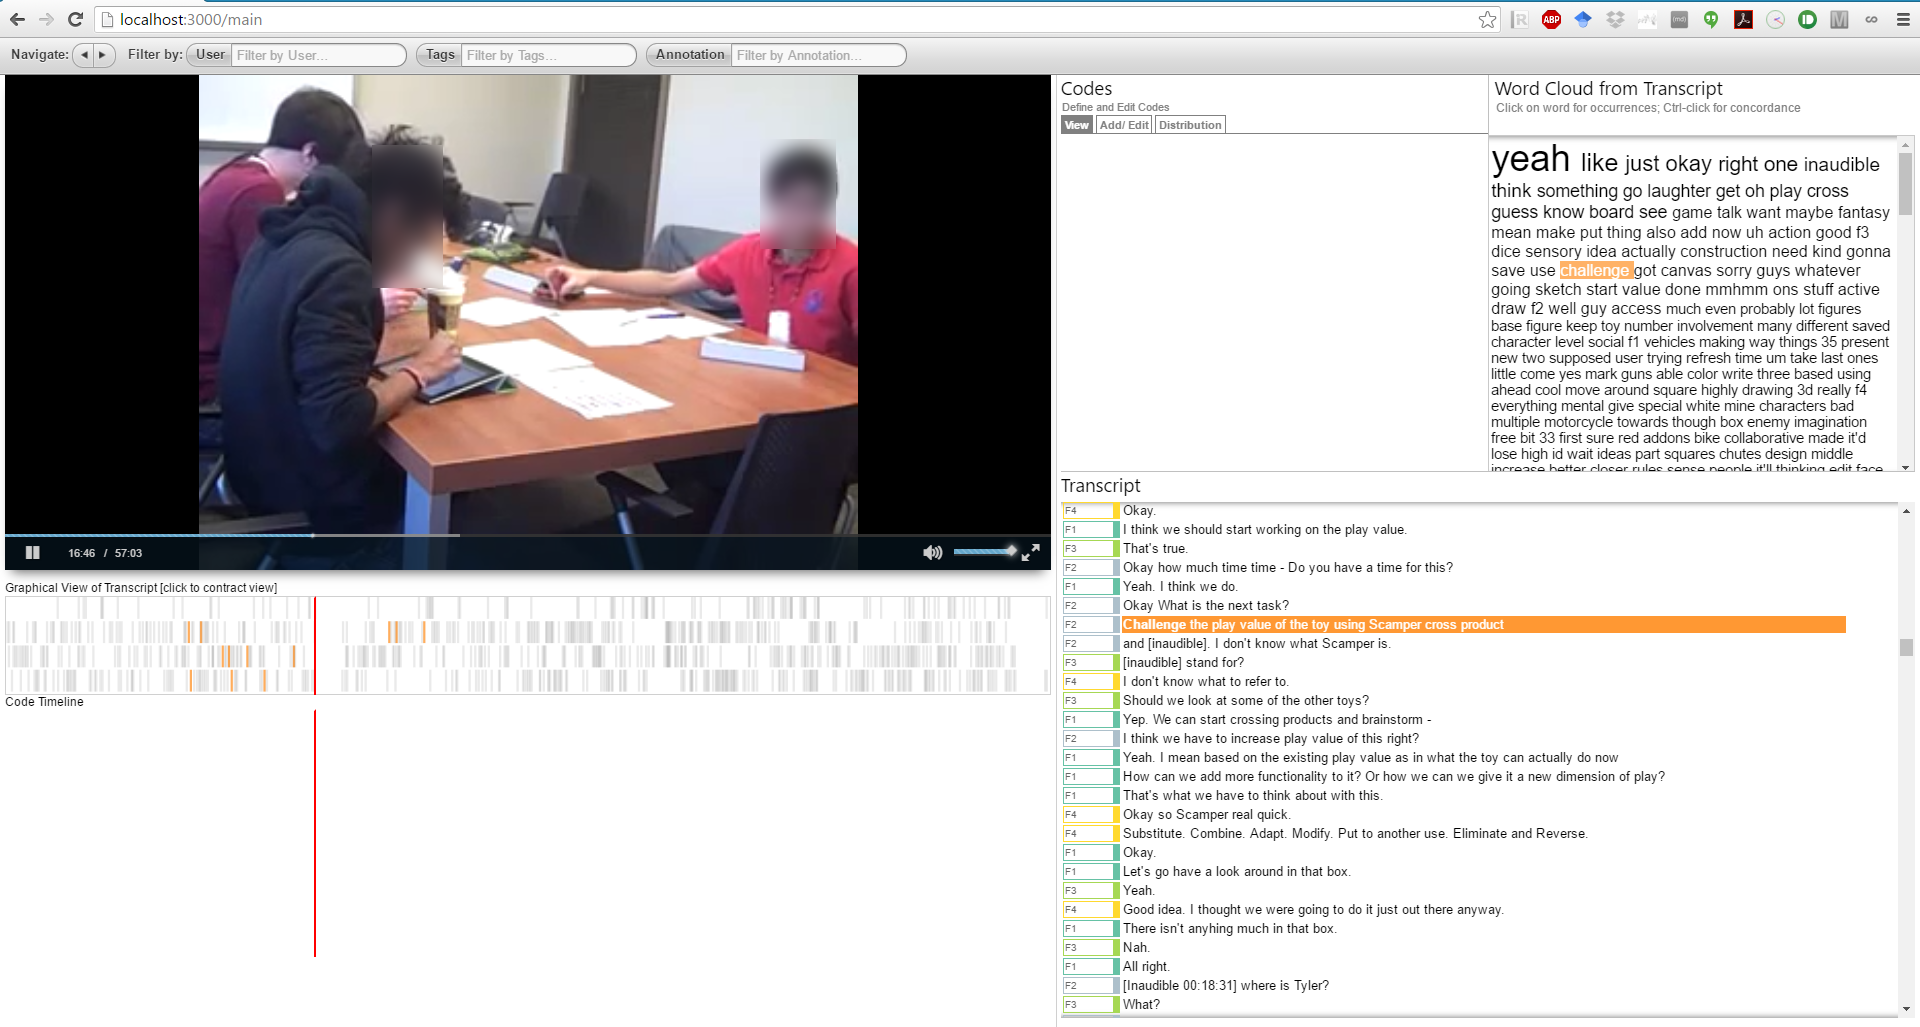 localhost:3000/main
ABP
Navigate: Filter by: User Filter by User... Tags Filter by Tags... Annotation Filter by Annotation...
Codes
Define and Edit Codes
View Add/ Edit Distribution
Word Cloud from Transcript
Click on word for occurrences; Ctrl-click for concordance
yeah like just okay right one inaudible
think something go laughter get oh play cross
guess know board see game talk want maybe fantasy
mean make put thing also add now uh action good f3
dice sensory idea actually construction need kind gonna
save use challenge got canvas sorry guys whatever
going sketch start value done mmhmm ons stuff active
draw f2 well guy access much even probably lot figures
base figure keep toy number involvement many different saved
character level social f1 vehicles making way things 35 present
new two supposed user trying refresh time um take last ones
little come yes mark guns able color write three based using
ahead cool move around square highly drawing 3d really f4
everything mental give special white mine characters bad
multiple motorcycle towards though box enemy imagination
free bit 33 first sure red addons bike collaborative made it'd
lose high id wait ideas part squares chutes design middle
increase better closer rules sense people it'll thinking edit face
16:46 / 57:03
Graphical View of Transcript [click to contract view]
Code Timeline
Transcript
F4 Okay.
F1 I think we should start working on the play value.
F3 That's true.
F2 Okay how much time time - Do you have a time for this?
F1 Yeah. I think we do.
F2 Okay What is the next task?
F2 Challenge the play value of the toy using Scamper cross product
F2 and [inaudible]. I don't know what Scamper is.
F3 [inaudible] stand for?
F4 I don't know what to refer to.
F3 Should we look at some of the other toys?
F1 Yep. We can start crossing products and brainstorm -
F2 I think we have to increase play value of this right?
F1 Yeah. I mean based on the existing play value as in what the toy can actually do now
F1 How can we add more functionality to it? Or how we can we give it a new dimension of play?
F1 That's what we have to think about with this.
F4 Okay so Scamper real quick.
F4 Substitute. Combine. Adapt. Modify. Put to another use. Eliminate and Reverse.
F1 Okay.
F1 Let's go have a look around in that box.
F3 Yeah.
F4 Good idea. I thought we were going to do it just out there anyway.
F1 There isn't anyhing much in that box.
F3 Nah.
F1 All right.
F2 [Inaudible 00:18:31] where is Tyler?
F3 What?